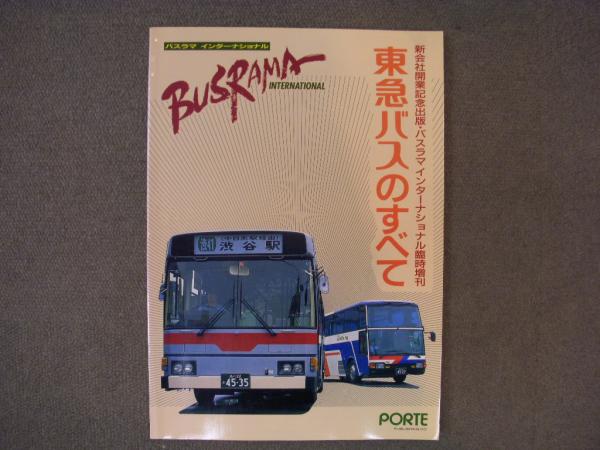 バスラマ インターナショナル
BUSRAMA
INTERNATIONAL
新会社開業記念出版・バスラマ インターナショナル臨時増刊
東急バスのすべて
渋谷駅
45-35
PORTE